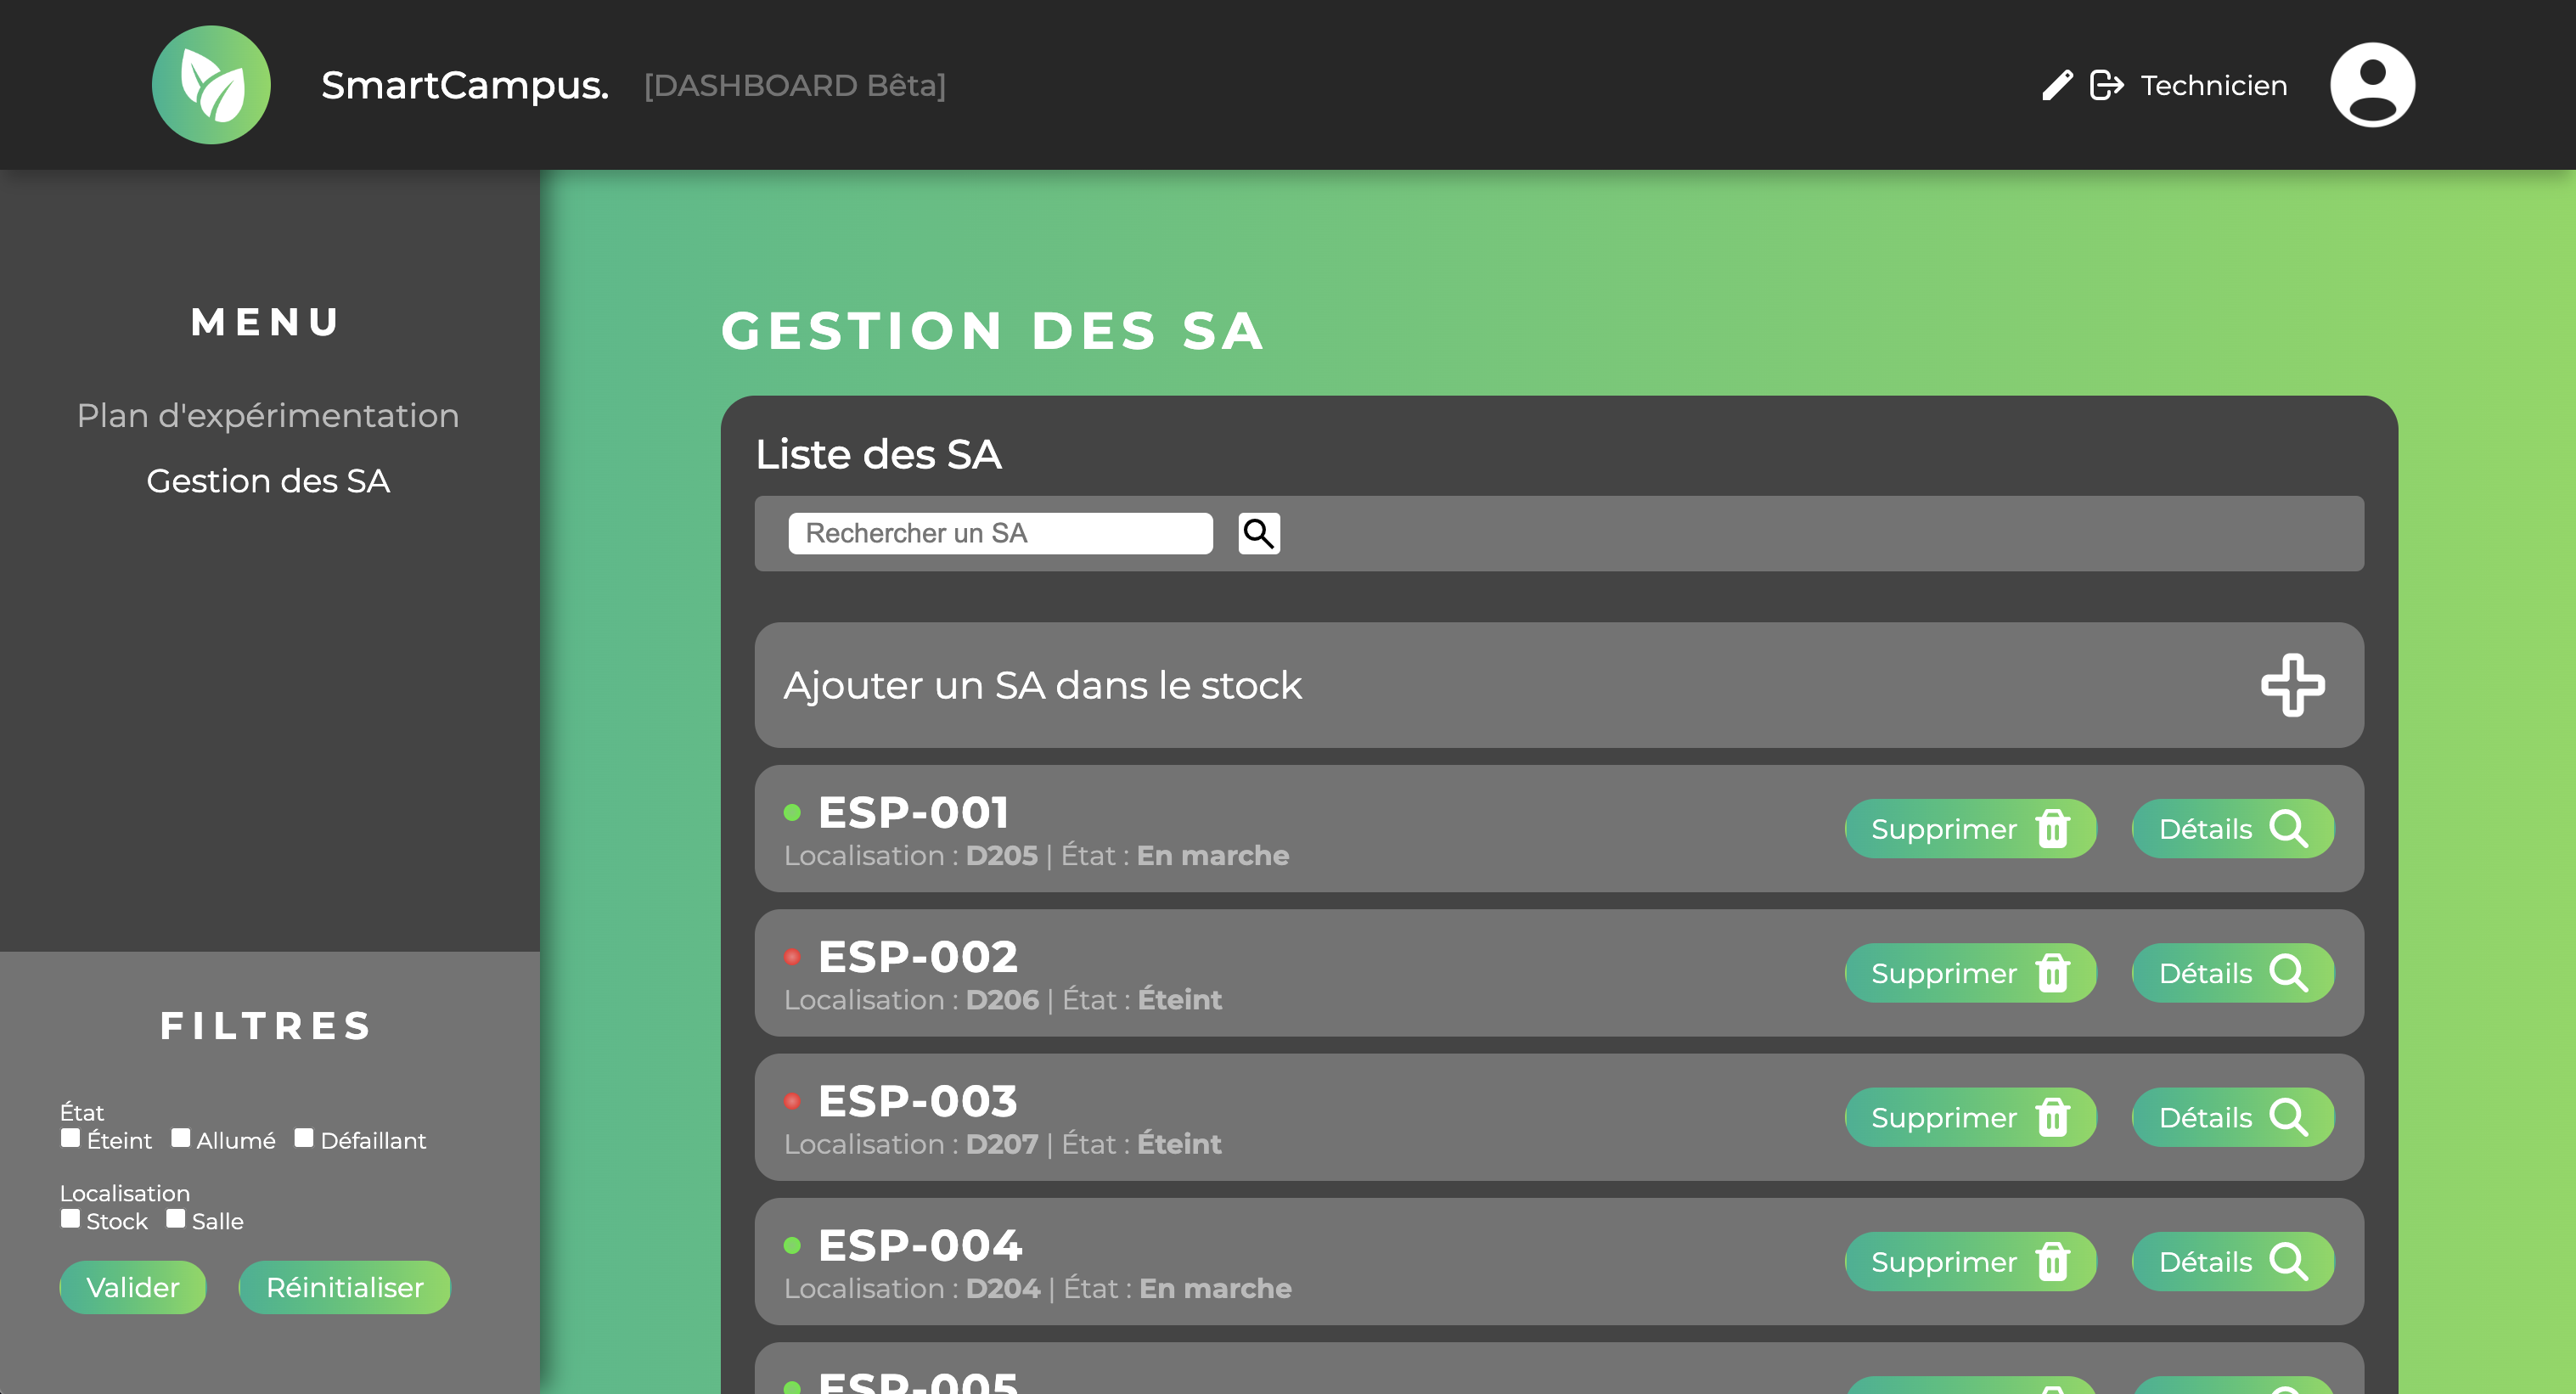 SmartCampus. [DASHBOARD Bêta]
Technicien
MENU
Plan d'expérimentation
Gestion des SA
FILTRES
État
Éteint Allumé Défaillant
Localisation
Stock Salle
Valider Réinitialiser
GESTION DES SA
Liste des SA
Rechercher un SA
Ajouter un SA dans le stock
ESP-001
Localisation : D205 | État : En marche
Supprimer Détails
ESP-002
Localisation : D206 | État : Éteint
Supprimer Détails
ESP-003
Localisation : D207 | État : Éteint
Supprimer Détails
ESP-004
Localisation : D204 | État : En marche
Supprimer Détails
ESP-005